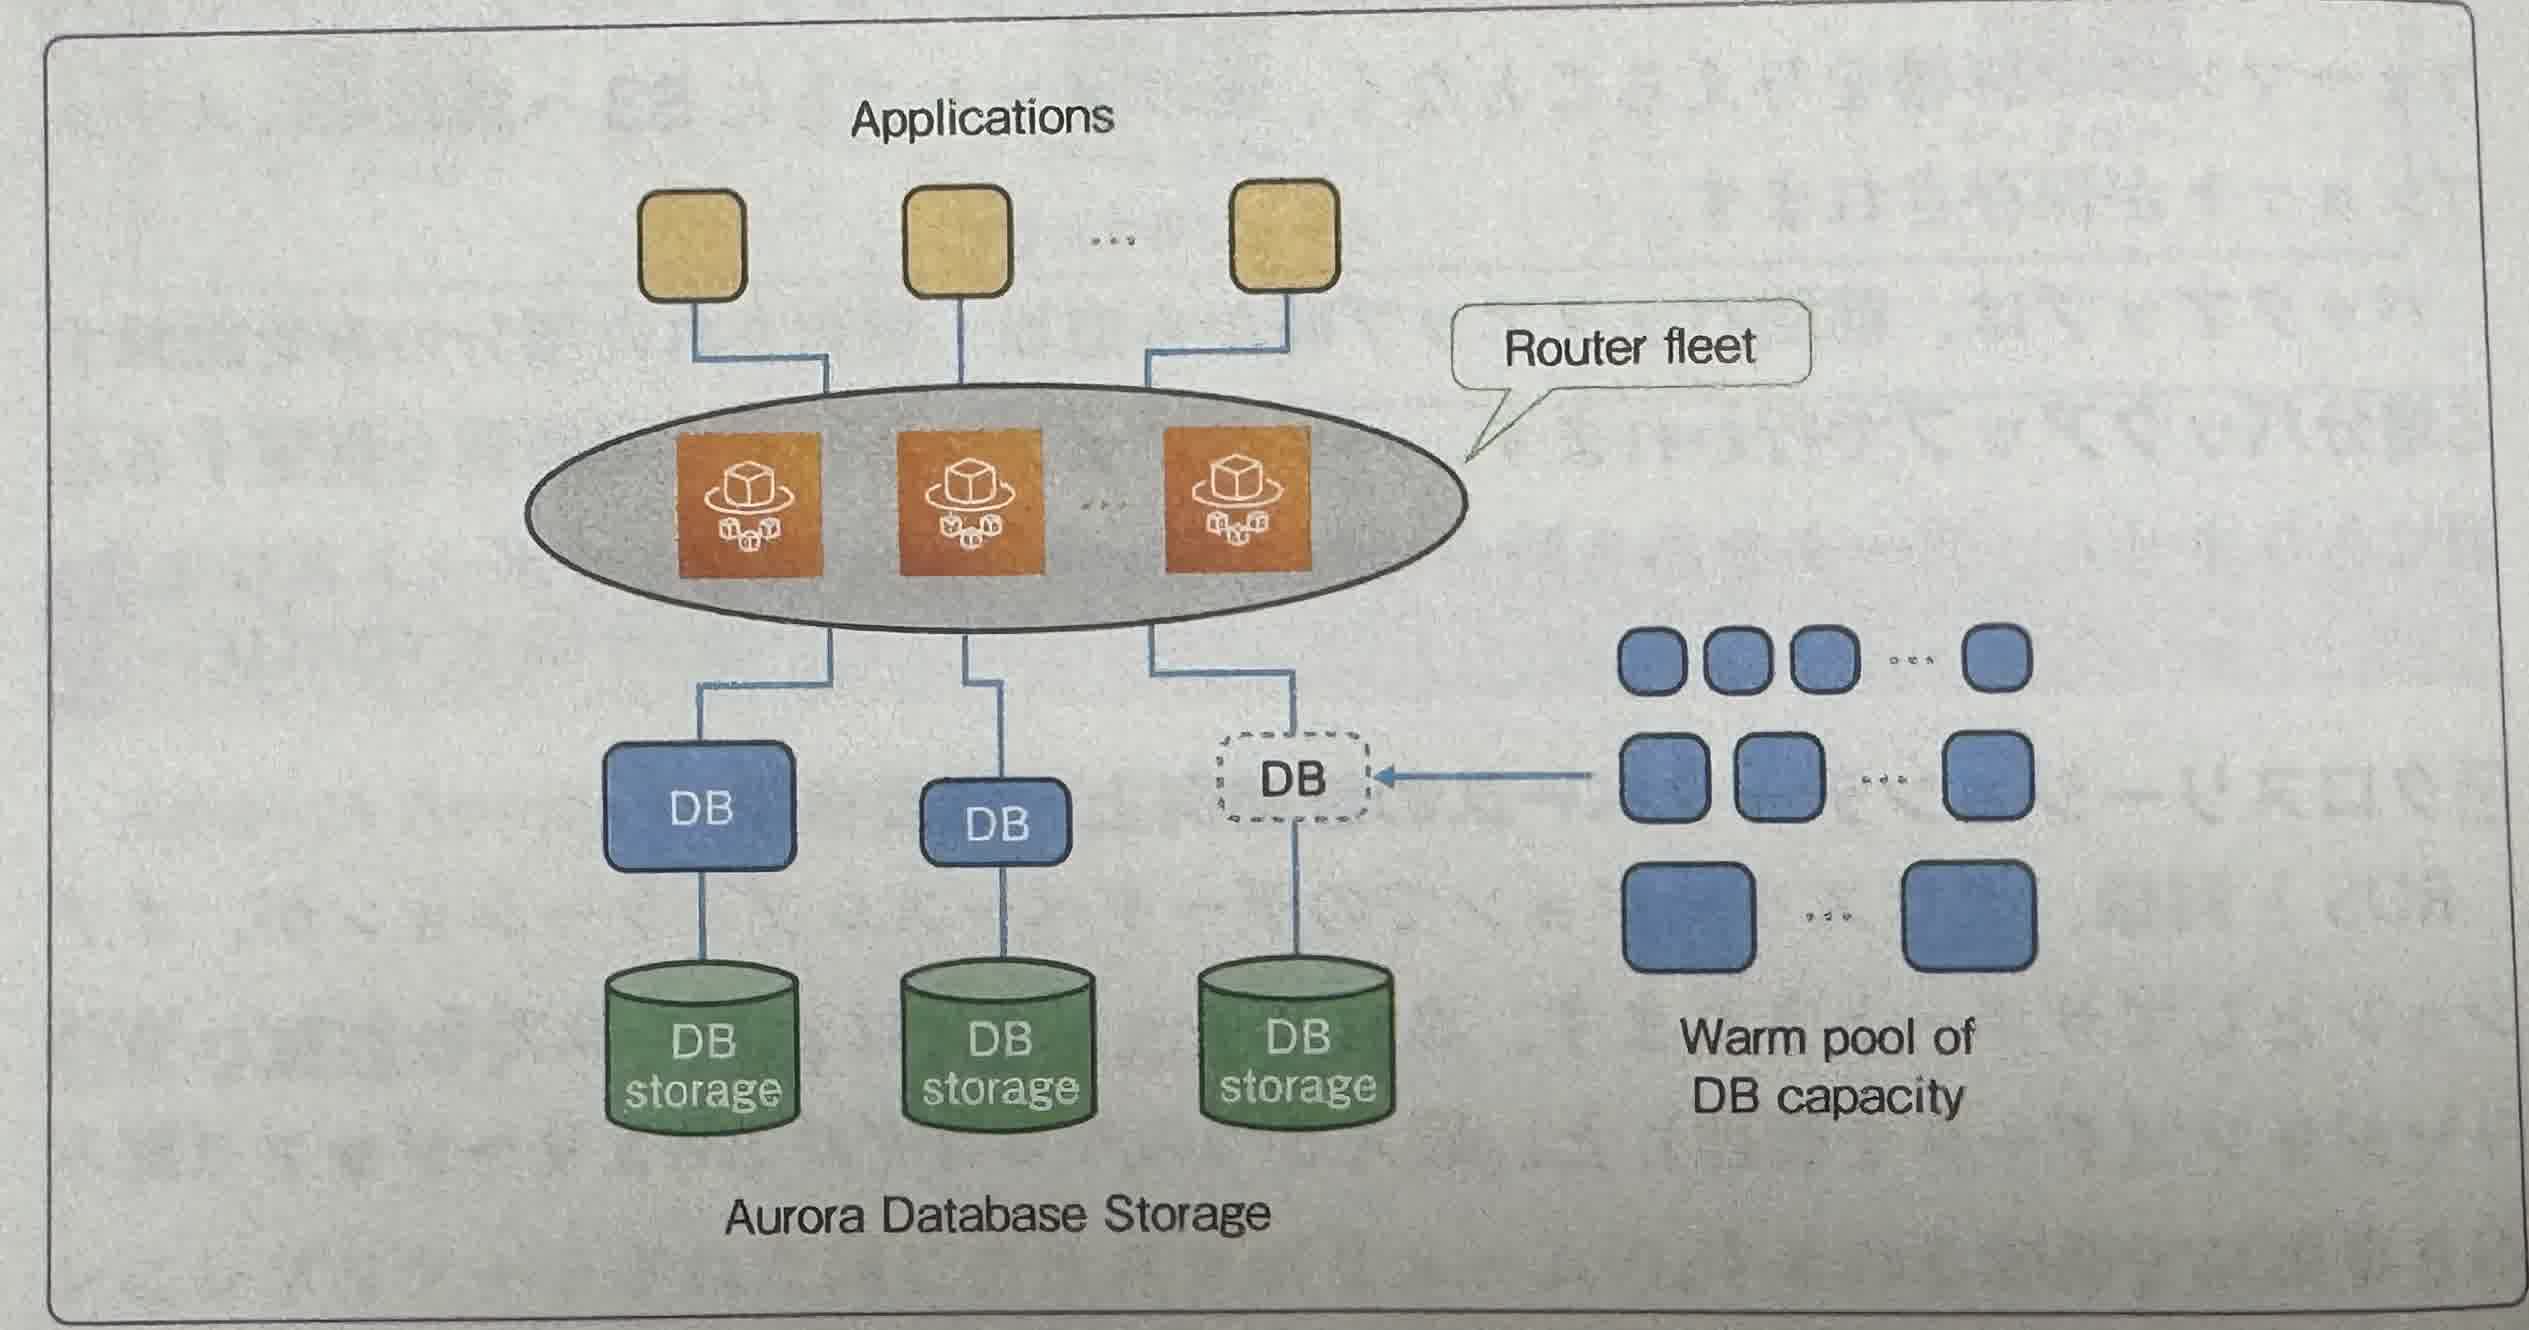 Applications
Router fleet
DB
DB
DB
DB
storage
DB
storage
DB
storage
Warm pool of
DB capacity
Aurora Database Storage